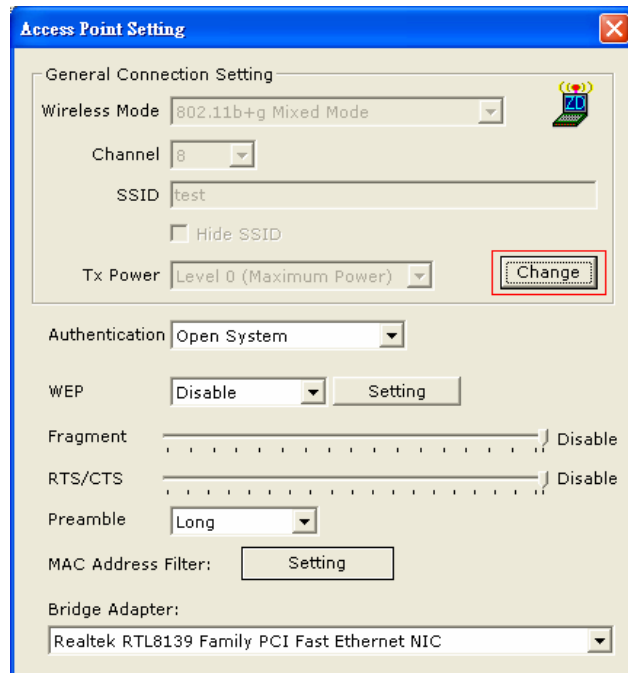 Access Point Setting
General Connection Setting
Wireless Mode 802.11b+g Mixed Mode
ZD
Channel 8
SSID test
Hide SSID
Tx Power Level 0 (Maximum Power) Change
Authentication Open System
WEP Disable Setting
Fragment Disable
RTS/CTS Disable
Preamble Long
MAC Address Filter: Setting
Bridge Adapter:
Realtek RTL8139 Family PCI Fast Ethernet NIC